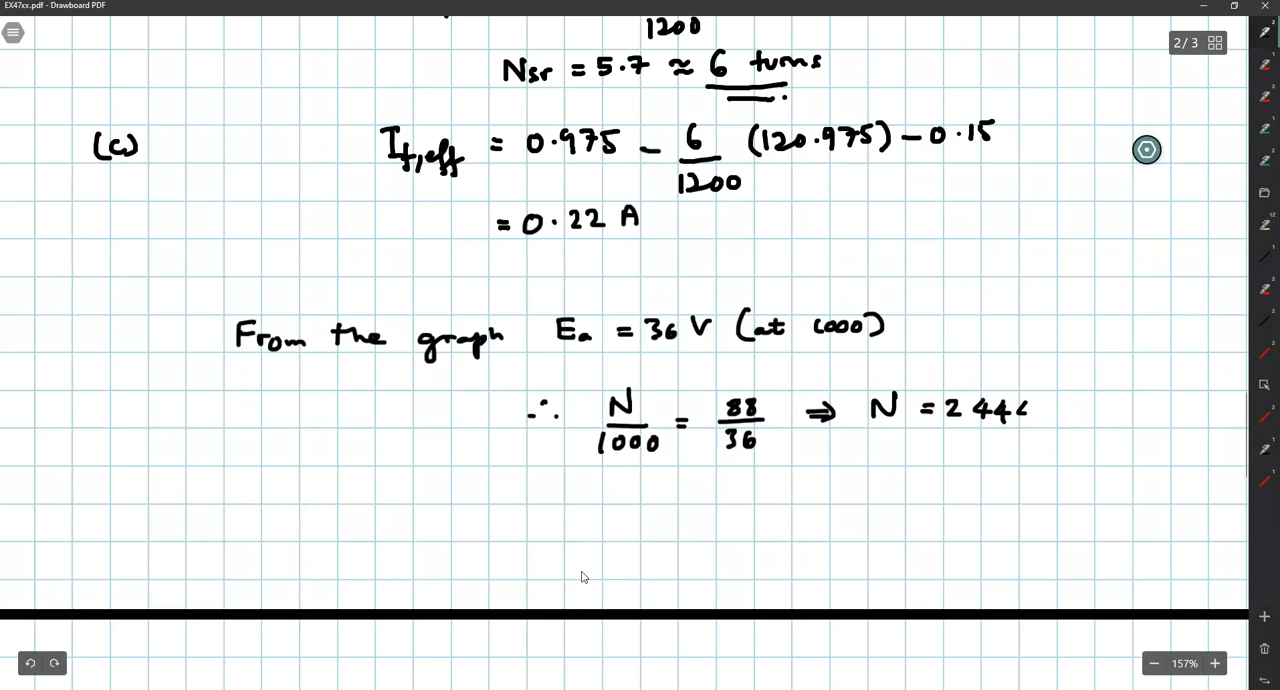 EX47xx.pdf - Drawboard PDF
2/3
1200
Nsr = 5.7 ≈ 6 turns
(c) If,eff = 0.975 - 6/1200 (120.975) - 0.15
= 0.22 A
From the graph Ea = 36 V (at 1000)
∴ N/1000 = 88/36 ⇒ N = 244
157%